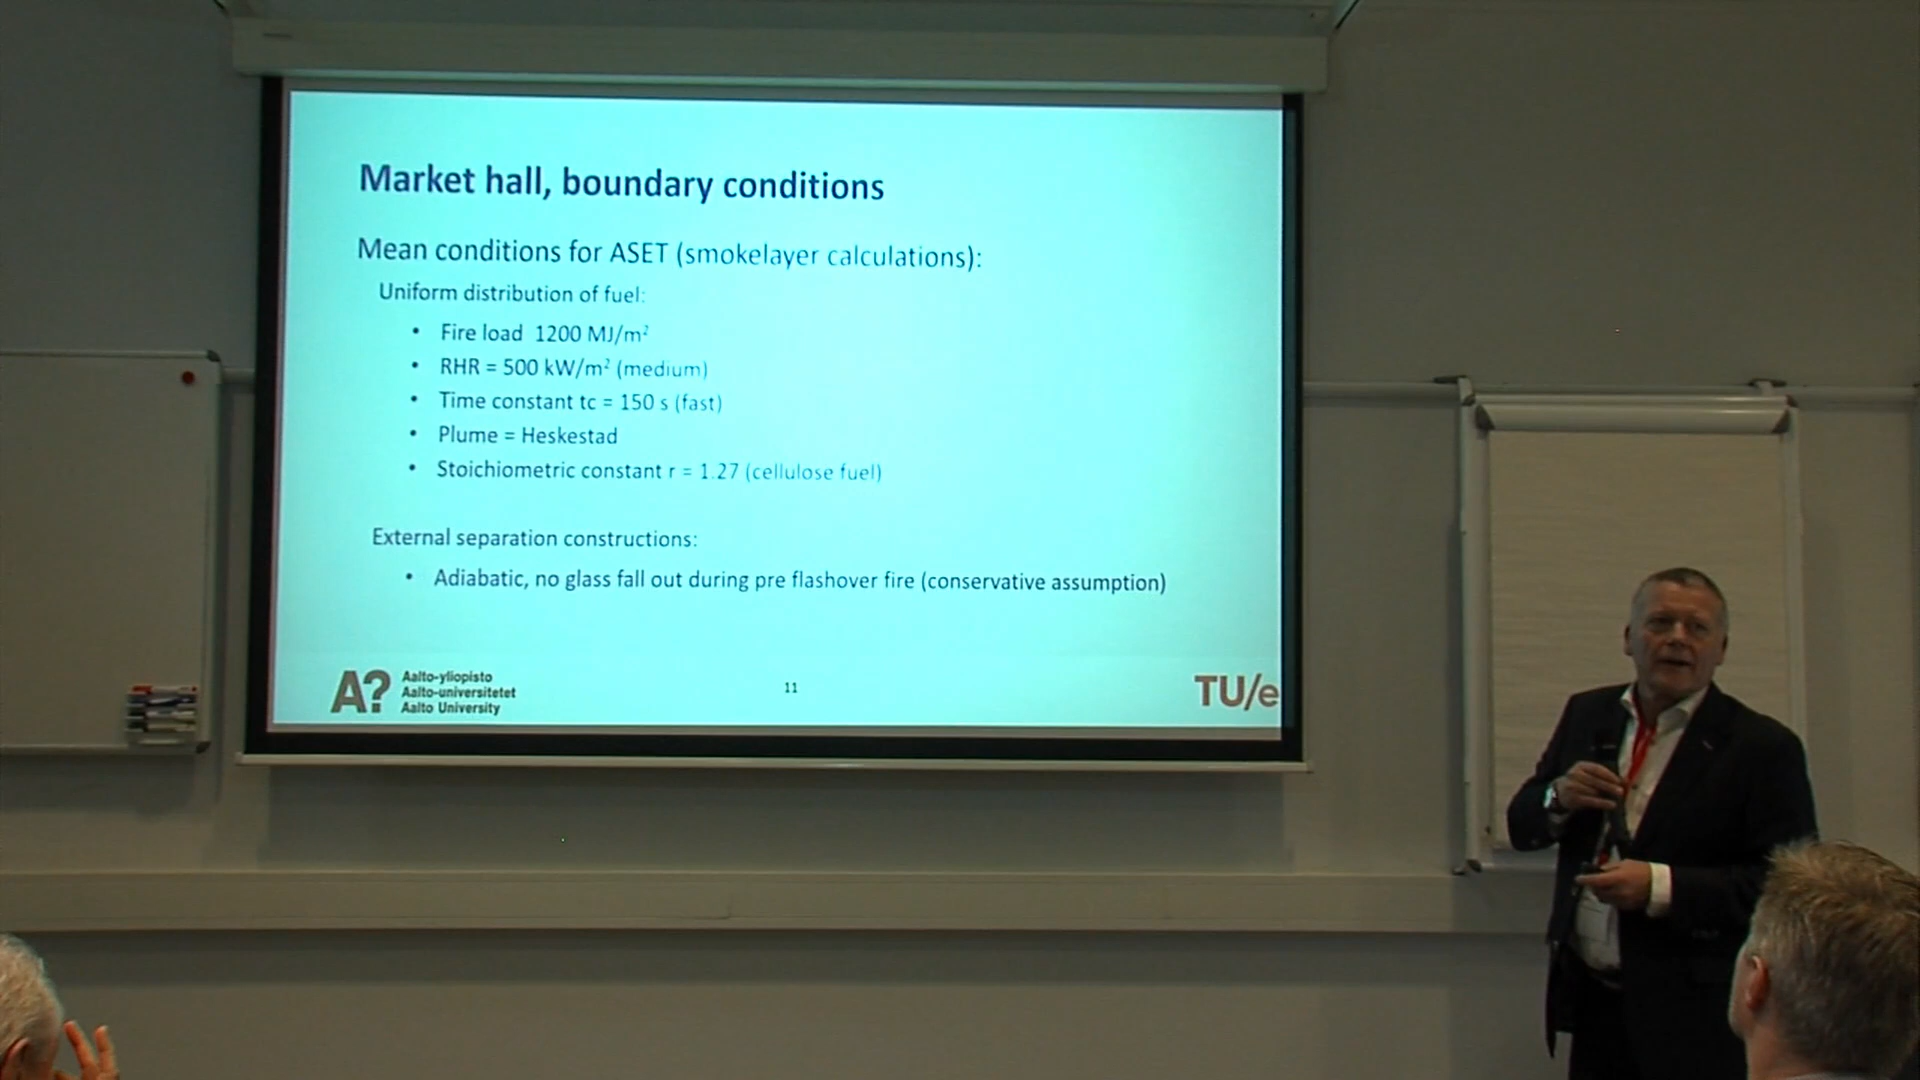 Market hall, boundary conditions
Mean conditions for ASET (smokelayer calculations):
Uniform distribution of fuel:
• Fire load 1200 MJ/m²
• RHR = 500 kW/m² (medium)
• Time constant tc = 150 s (fast)
• Plume = Heskestad
• Stoichiometric constant r = 1.27 (cellulose fuel)
External separation constructions:
• Adiabatic, no glass fall out during pre flashover fire (conservative assumption)
A?
Aalto-yliopisto
Aalto-universitetet
Aalto University
11
TU/e